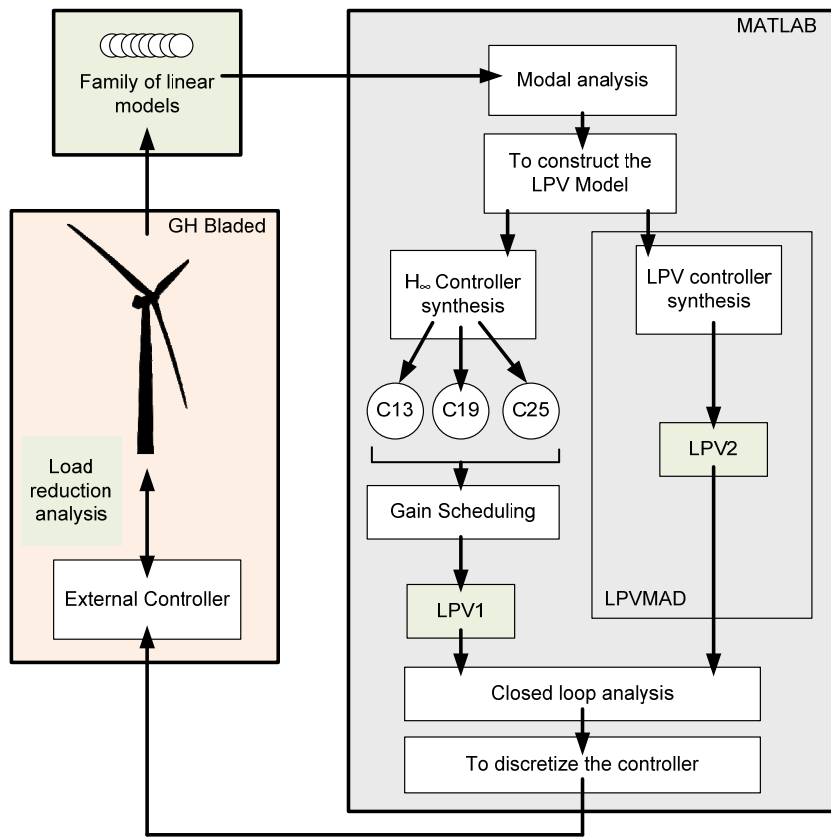 MATLAB
Family of linear
models
Modal analysis
To construct the
LPV Model
GH Bladed
H∞ Controller
synthesis
LPV controller
synthesis
C13
C19
C25
LPV2
Load
reduction
analysis
Gain Scheduling
External Controller
LPV1
LPVMAD
Closed loop analysis
To discretize the controller